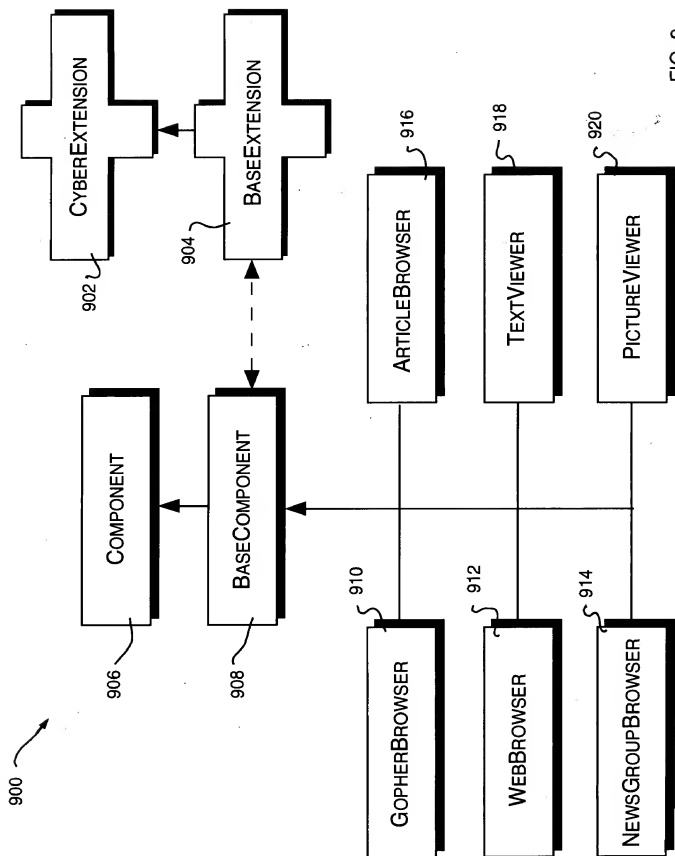 900
906
COMPONENT
902
CYBEREXTENSION
908
BASECOMPONENT
904
BASEEXTENSION
910
GOPHERBROWSER
916
ARTICLEBROWSER
912
WEBBROWSER
918
TEXTVIEWER
914
NEWSGROUPBROWSER
920
PICTUREVIEWER
FIG.